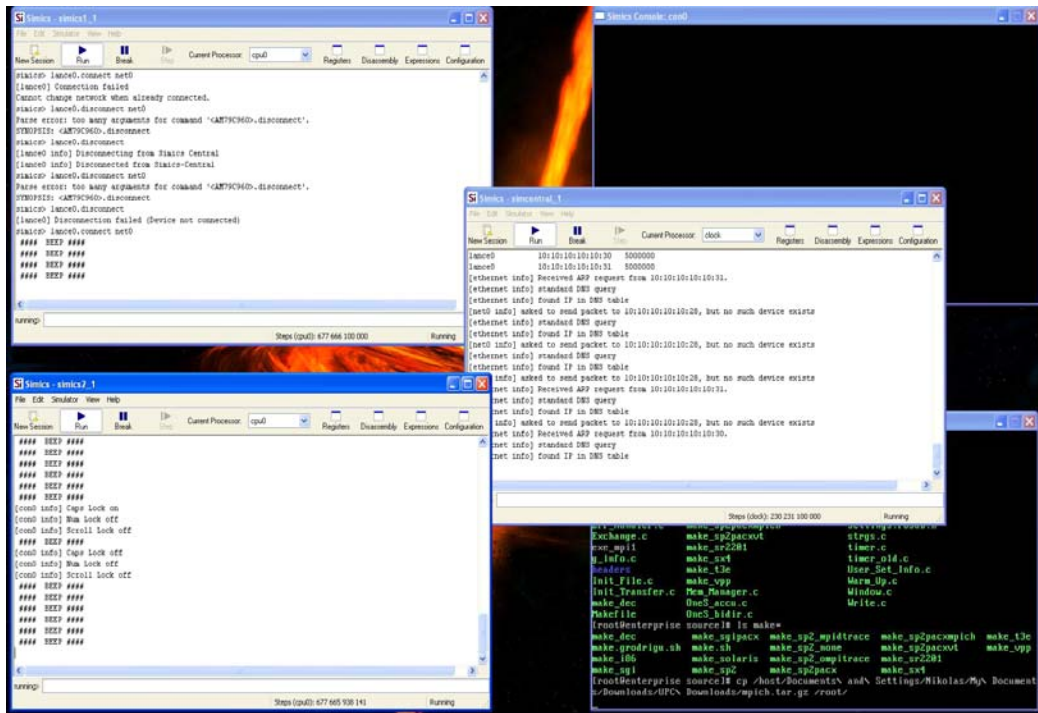 Simics - simics1_1
File Edit Simulator View Help
New Session Run Break Step Current Processor: cpu0 Registers Disassembly Expressions Configuration
simics> lance0.connect net0
[lance0] Connection failed
Cannot change network when already connected.
simics> lance0.disconnect net0
Parse error: too many arguments for command '<AM79C960>.disconnect'.
SYNOPSIS: <AM79C960>.disconnect
simics> lance0.disconnect
[lance0 info] Disconnecting from Simics Central
[lance0 info] Disconnected from Simics-Central
simics> lance0.disconnect net0
Parse error: too many arguments for command '<AM79C960>.disconnect'.
SYNOPSIS: <AM79C960>.disconnect
simics> lance0.disconnect
[lance0] Disconnection failed (Device not connected)
simics> lance0.connect net0
#### BEEP ####
#### BEEP ####
#### BEEP ####
#### BEEP ####
running>
Steps (cpu0): 677 666 100 000 Running
Simics Console: con0
Simics - simcentral_1
File Edit Simulator View Help
New Session Run Break Step Current Processor: clock Registers Disassembly Expressions Configuration
lance0 10:10:10:10:10:30 5000000
lance0 10:10:10:10:10:31 5000000
[ethernet info] Received ARP request from 10:10:10:10:10:31.
[ethernet info] standard DNS query
[ethernet info] found IP in DNS table
[net0 info] asked to send packet to 10:10:10:10:10:28, but no such device exists
[ethernet info] standard DNS query
[ethernet info] found IP in DNS table
[net0 info] asked to send packet to 10:10:10:10:10:28, but no such device exists
[ethernet info] standard DNS query
[ethernet info] found IP in DNS table
info] asked to send packet to 10:10:10:10:10:28, but no such device exists
net info] Received ARP request from 10:10:10:10:10:31.
net info] standard DNS query
net info] found IP in DNS table
info] asked to send packet to 10:10:10:10:10:28, but no such device exists
net info] Received ARP request from 10:10:10:10:10:30.
net info] standard DNS query
net info] found IP in DNS table
Steps (clock): 230 231 100 000 Running
Simics - simics2_1
File Edit Simulator View Help
New Session Run Break Step Current Processor: cpu0 Registers Disassembly Expressions Configuration
#### BEEP ####
#### BEEP ####
#### BEEP ####
#### BEEP ####
#### BEEP ####
#### BEEP ####
[con0 info] Caps Lock on
[con0 info] Num Lock off
[con0 info] Scroll Lock off
#### BEEP ####
[con0 info] Caps Lock off
[con0 info] Num Lock off
[con0 info] Scroll Lock off
#### BEEP ####
#### BEEP ####
#### BEEP ####
#### BEEP ####
#### BEEP ####
#### BEEP ####
running>
Steps (cpu0): 677 665 938 141 Running
Exchange.c make_sp2pacxvt strgs.c
exe_mpi1 make_sr2201 timer.c
g_info.c make_sx4 timer_old.c
headers make_t3e User_Set_Info.c
Init_File.c make_vpp Warm_Up.c
Init_Transfer.c Mem_Manager.c Window.c
make_dec OneS_accu.c Write.c
Makefile OneS_bidir.c
[root@enterprise source]# ls make*
make_dec make_sgipacx make_sp2_mpidtrace make_sp2pacxmpich make_t3e
make.grodrigu.sh make.sh make_sp2_none make_sp2pacxvt make_vpp
make_i86 make_solaris make_sp2_ompitrace make_sr2201
make_sgi make_sp2 make_sp2pacx make_sx4
[root@enterprise source]# cp /host/Documents\ and\ Settings/Nikolas/My\ Document
s/Downloads/UPC\ Downloads/mpich.tar.gz /root/